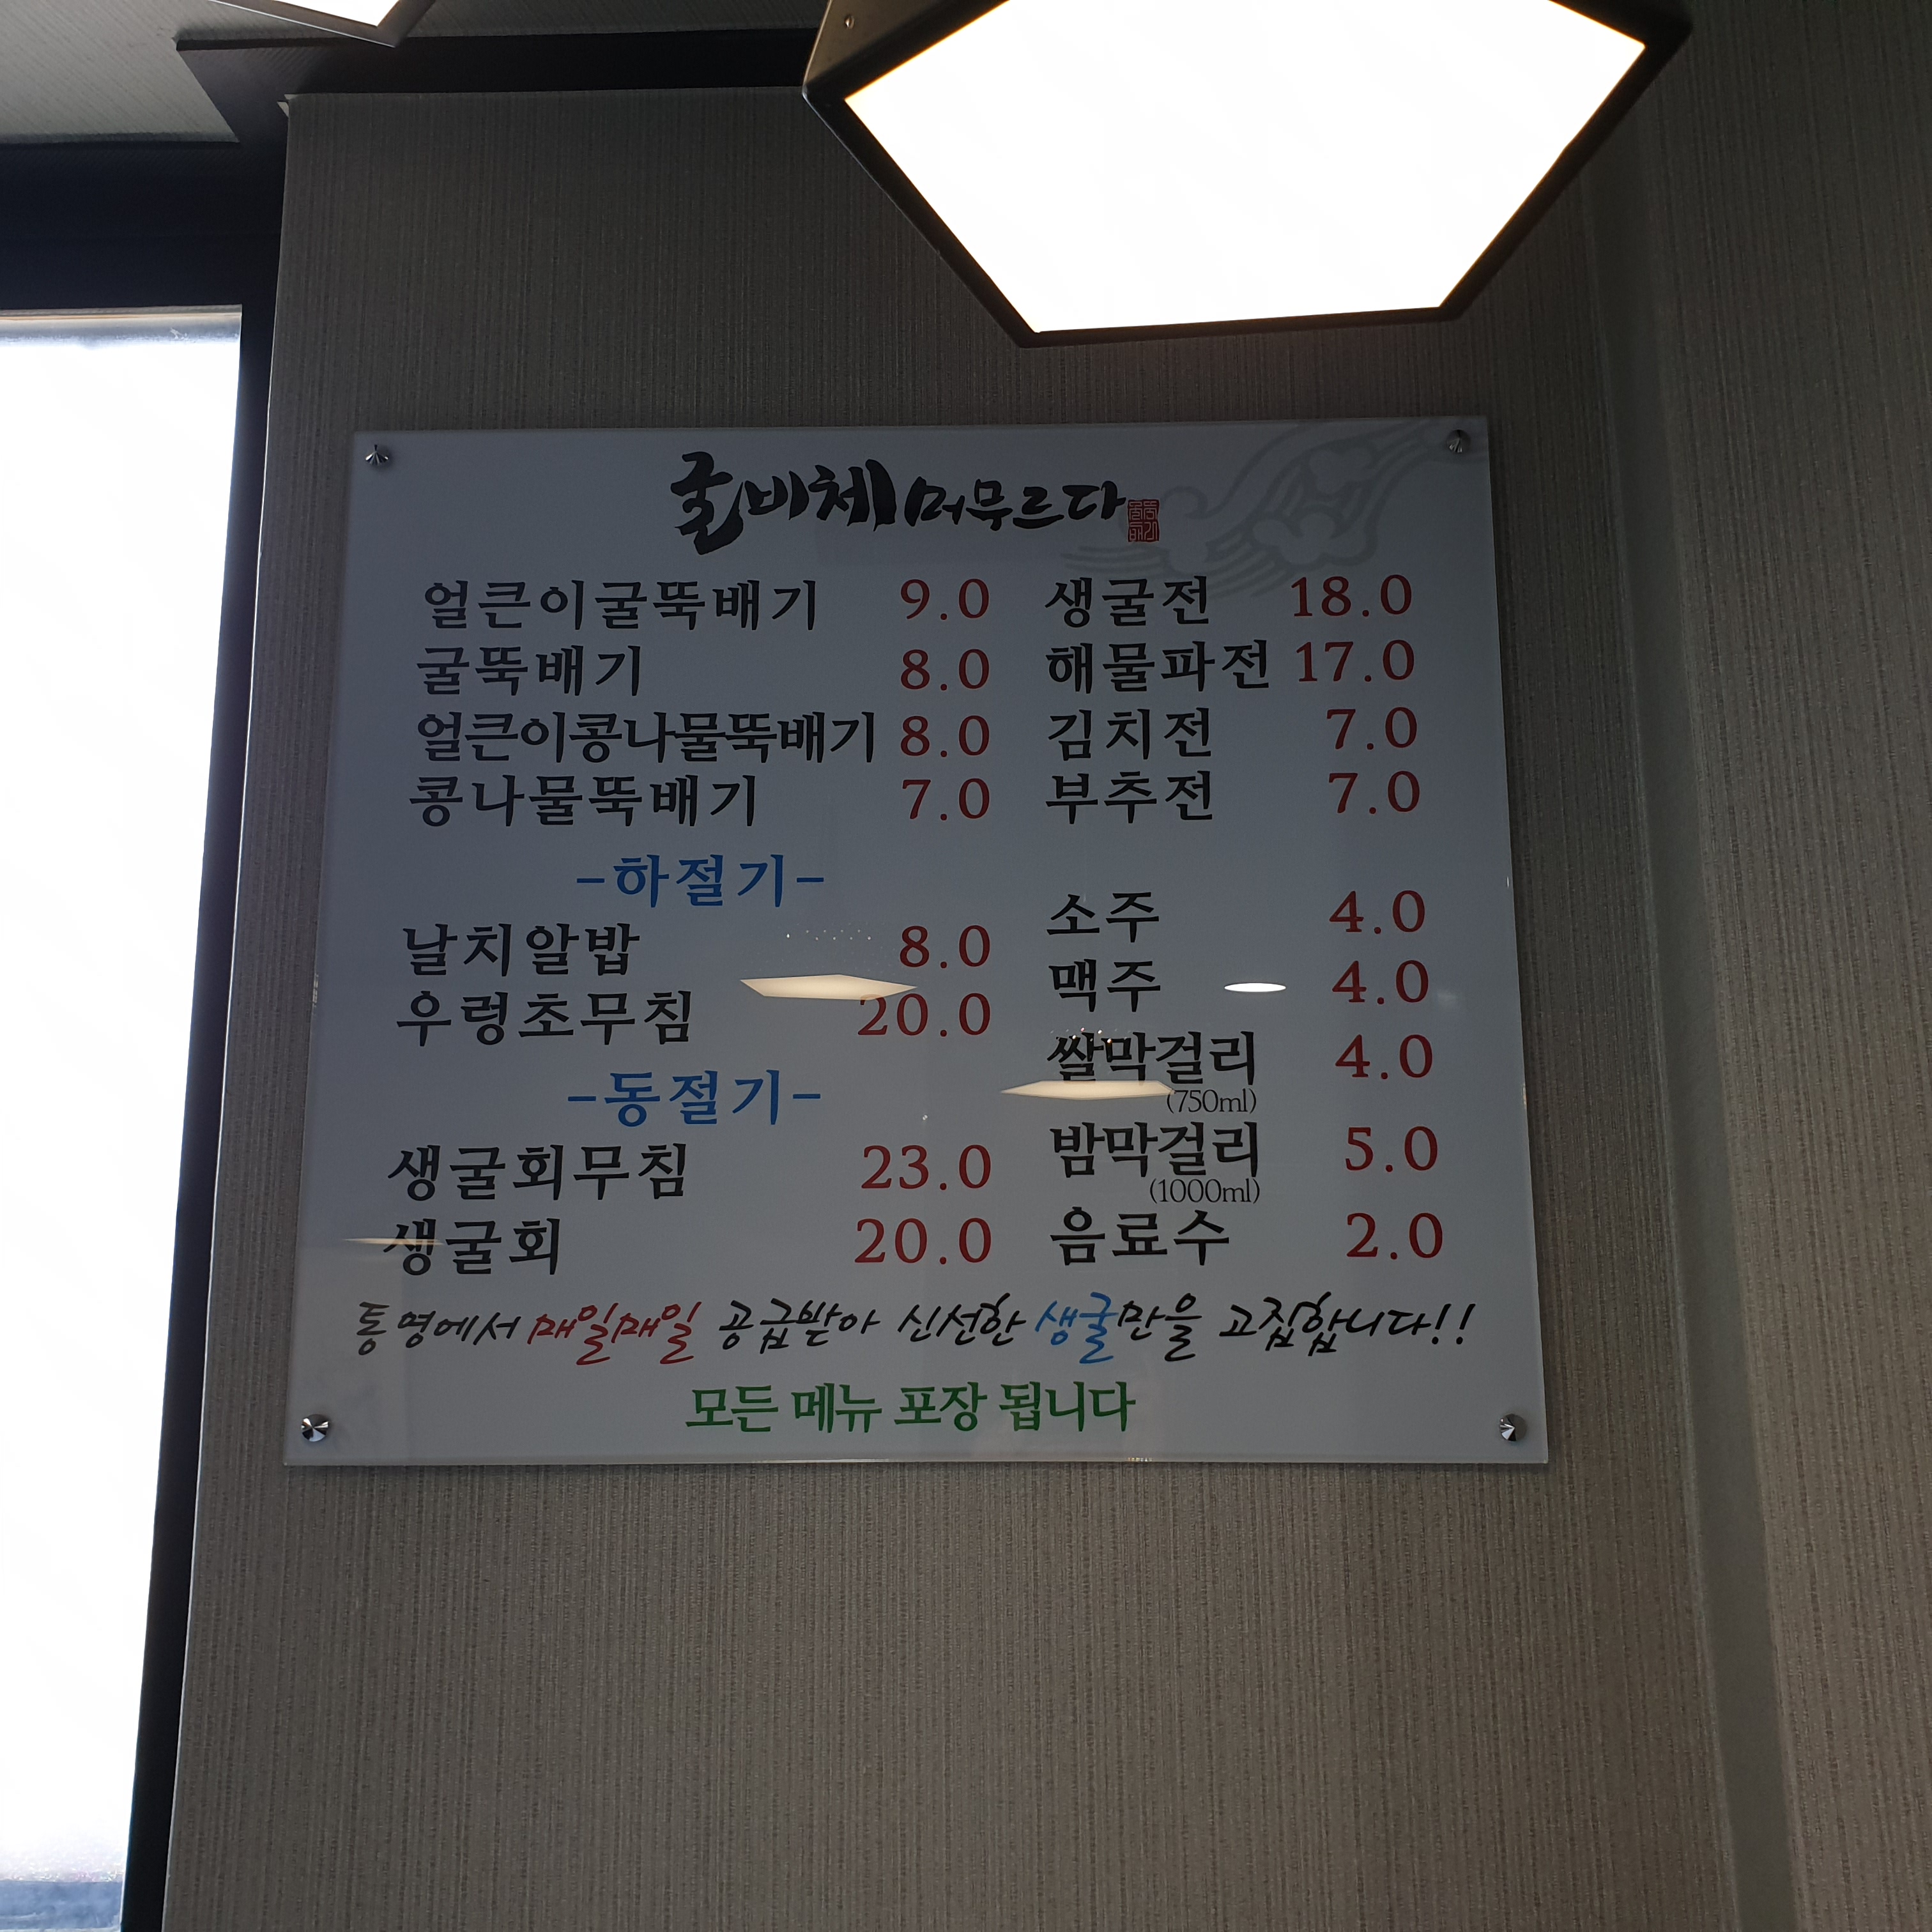 굴비체 머무르다
얼큰이굴뚝배기 9.0
굴뚝배기 8.0
얼큰이콩나물뚝배기 8.0
콩나물뚝배기 7.0
-하절기-
날치알밥 8.0
우렁초무침 20.0
-동절기-
생굴회무침 23.0
생굴회 20.0
생굴전 18.0
해물파전 17.0
김치전 7.0
부추전 7.0
소주 4.0
맥주 4.0
쌀막걸리 4.0
(750ml)
밤막걸리 5.0
(1000ml)
음료수 2.0
통영에서 매일매일 공급받아 신선한 생굴만을 고집합니다!!
모든 메뉴 포장 됩니다